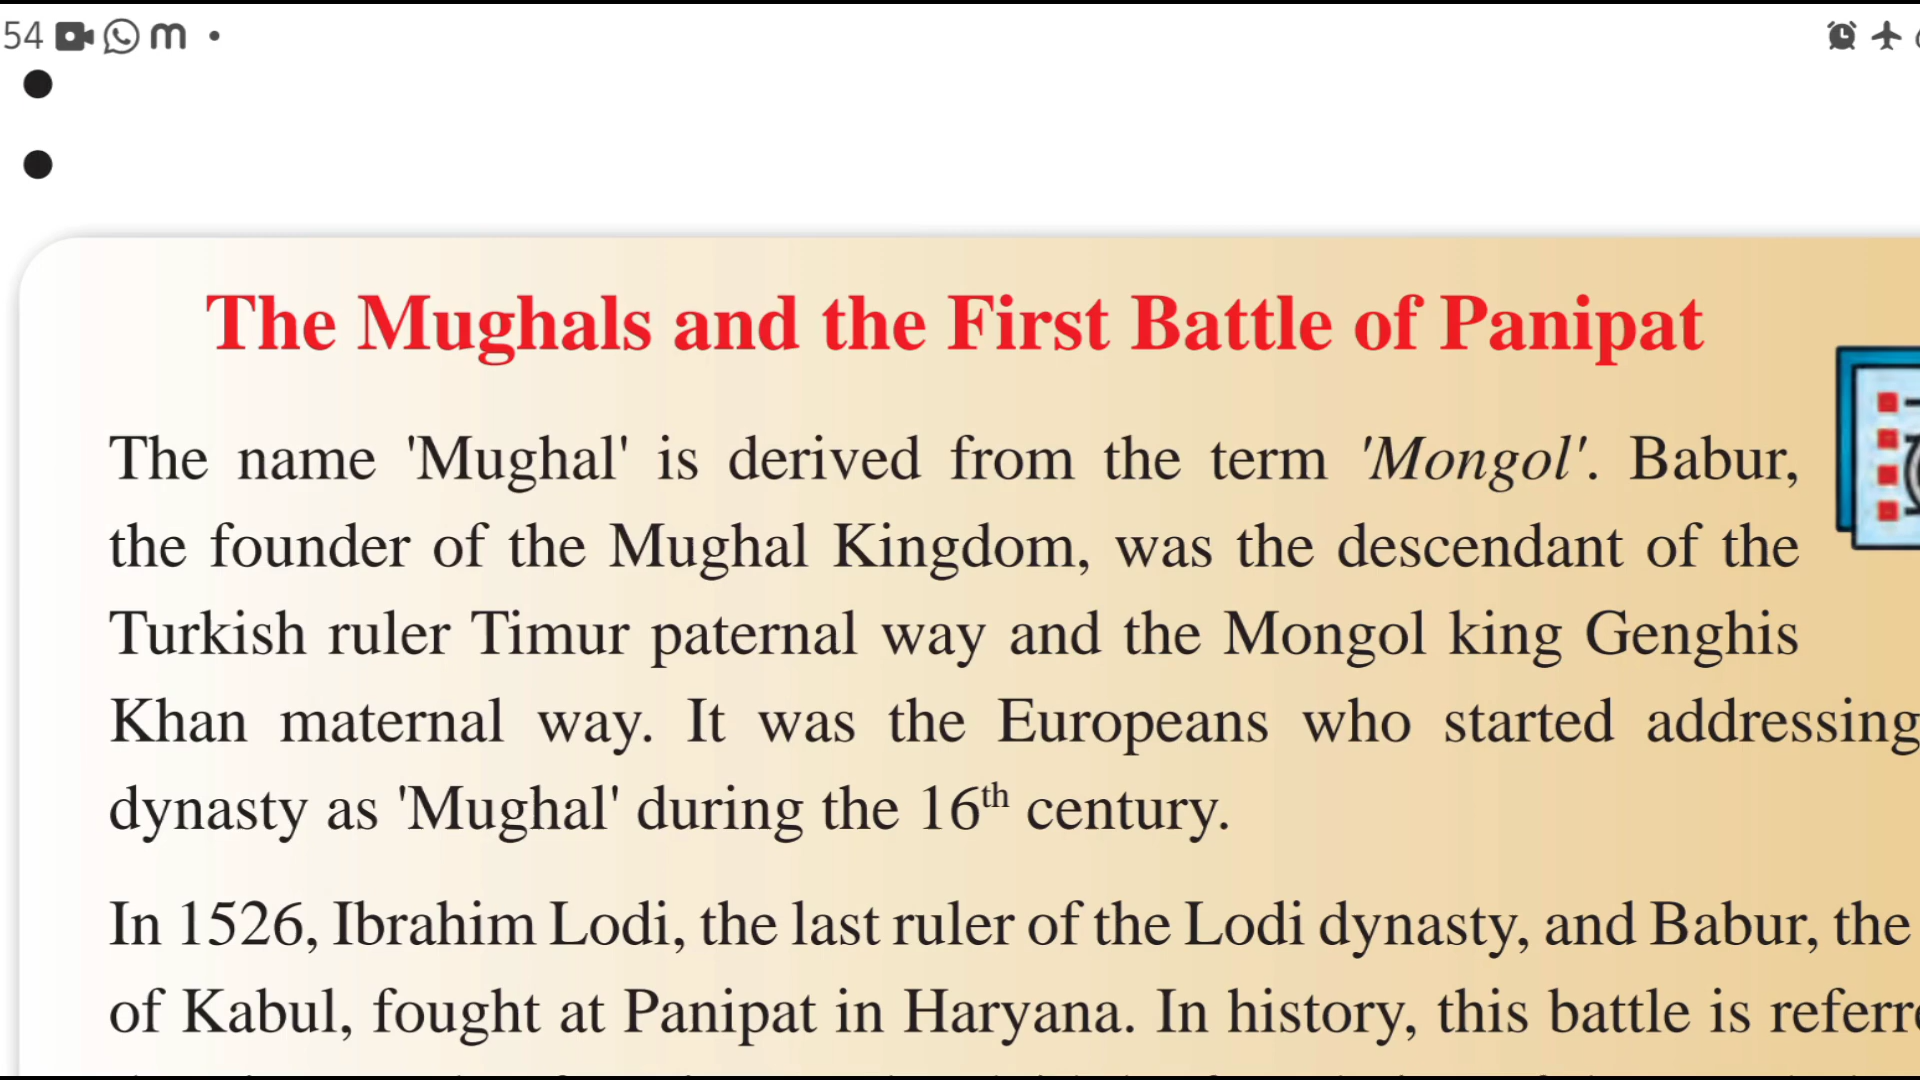 54 m
The Mughals and the First Battle of Panipat
The name 'Mughal' is derived from the term 'Mongol'. Babur,
the founder of the Mughal Kingdom, was the descendant of the
Turkish ruler Timur paternal way and the Mongol king Genghis
Khan maternal way. It was the Europeans who started addressing
dynasty as 'Mughal' during the 16th century.
In 1526, Ibrahim Lodi, the last ruler of the Lodi dynasty, and Babur, the
of Kabul, fought at Panipat in Haryana. In history, this battle is